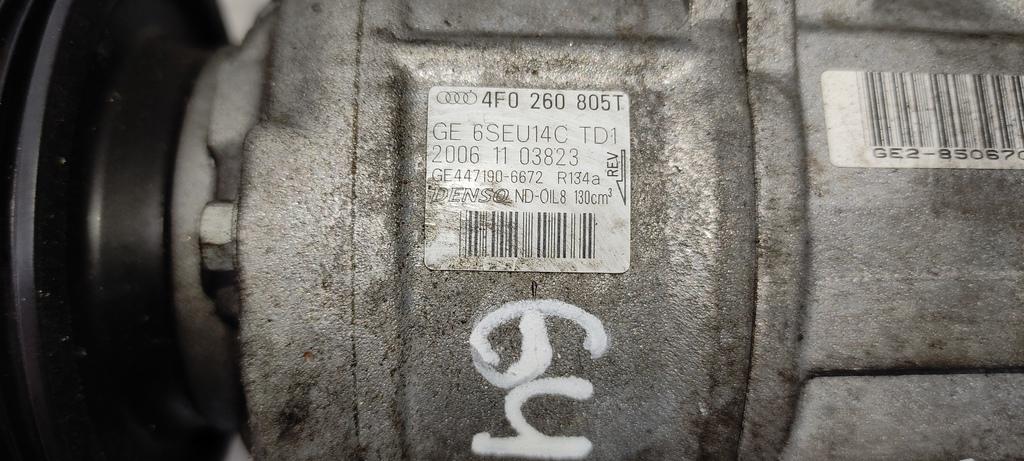 4F0 260 805T
GE 6SEU14C TD1
2006 11 03823
GE447190-6672 R134a
REV
DENSO ND-OIL8 130cm³
GE2-85067